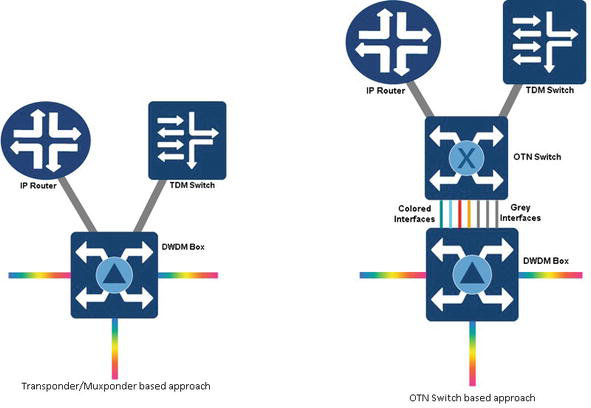 IP Router
TDM Switch
DWDM Box
Transponder/Muxponder based approach
IP Router
TDM Switch
X
OTN Switch
Colored
Interfaces
Grey
Interfaces
DWDM Box
OTN Switch based approach